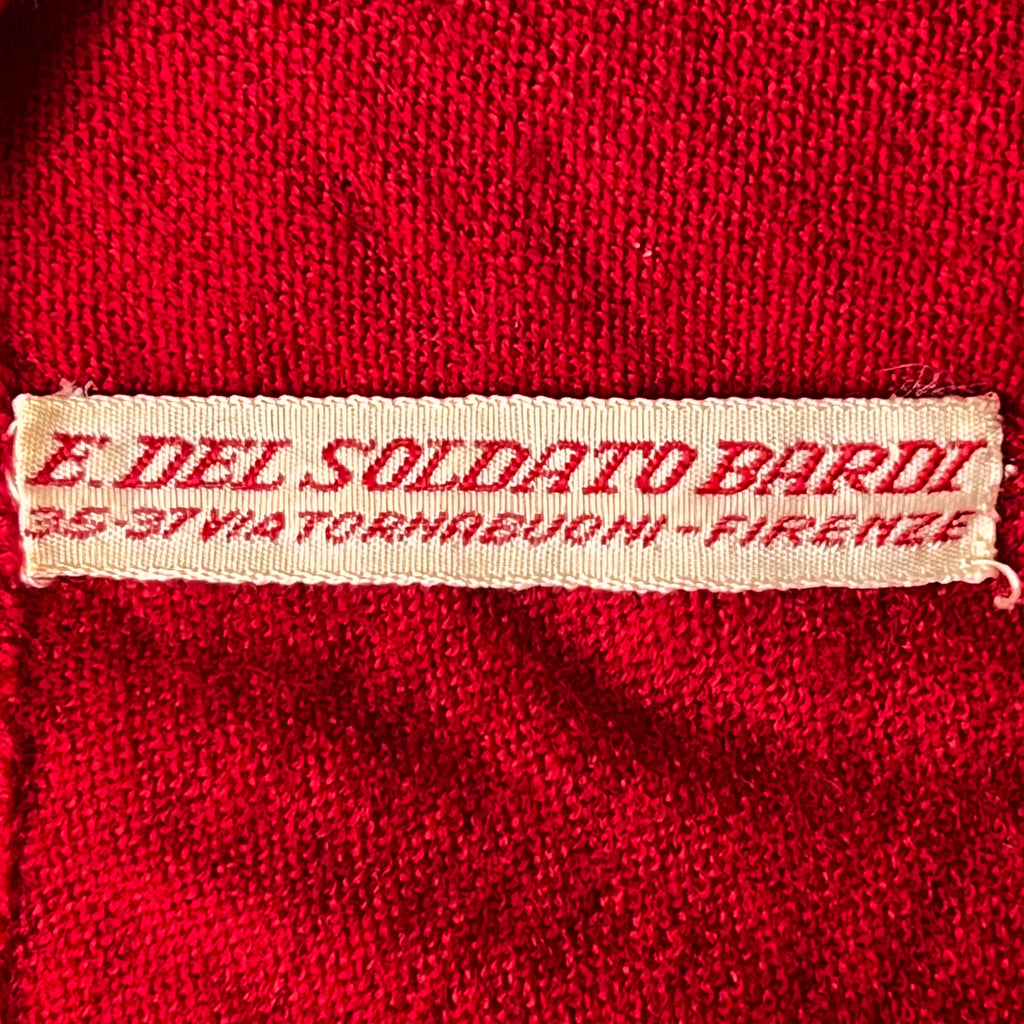 E. DEL SOLDATO BARDI
35-37 VIA TORNABUONI - FIRENZE